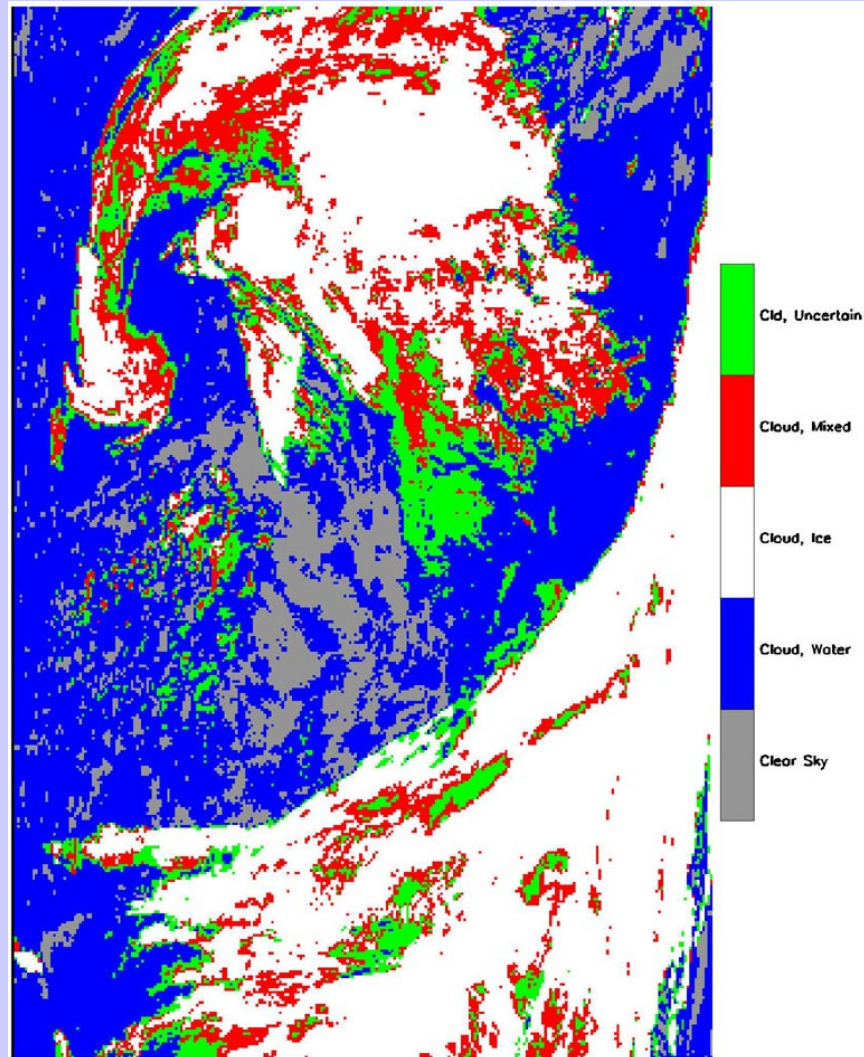 Cld, Uncertain
Cloud, Mixed
Cloud, Ice
Cloud, Water
Clear Sky